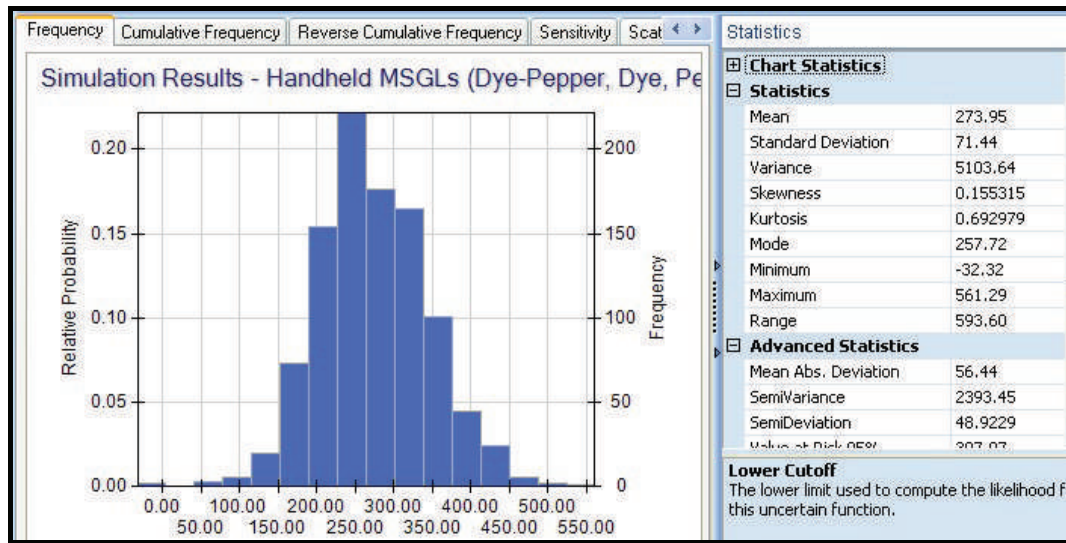 Frequency Cumulative Frequency Reverse Cumulative Frequency Sensitivity Scat
Simulation Results - Handheld MSGLs (Dye-Pepper, Dye, Pe
Relative Probability
0.20
0.15
0.10
0.05
0.00
200
150
100
50
0
Frequency
0.00 100.00 200.00 300.00 400.00 500.00
50.00 150.00 250.00 350.00 450.00 550.00
Statistics
Chart Statistics
Statistics
Mean 273.95
Standard Deviation 71.44
Variance 5103.64
Skewness 0.155315
Kurtosis 0.692979
Mode 257.72
Minimum -32.32
Maximum 561.29
Range 593.60
Advanced Statistics
Mean Abs. Deviation 56.44
SemiVariance 2393.45
SemiDeviation 48.9229
Value at Risk 95%
Lower Cutoff
The lower limit used to compute the likelihood f
this uncertain function.